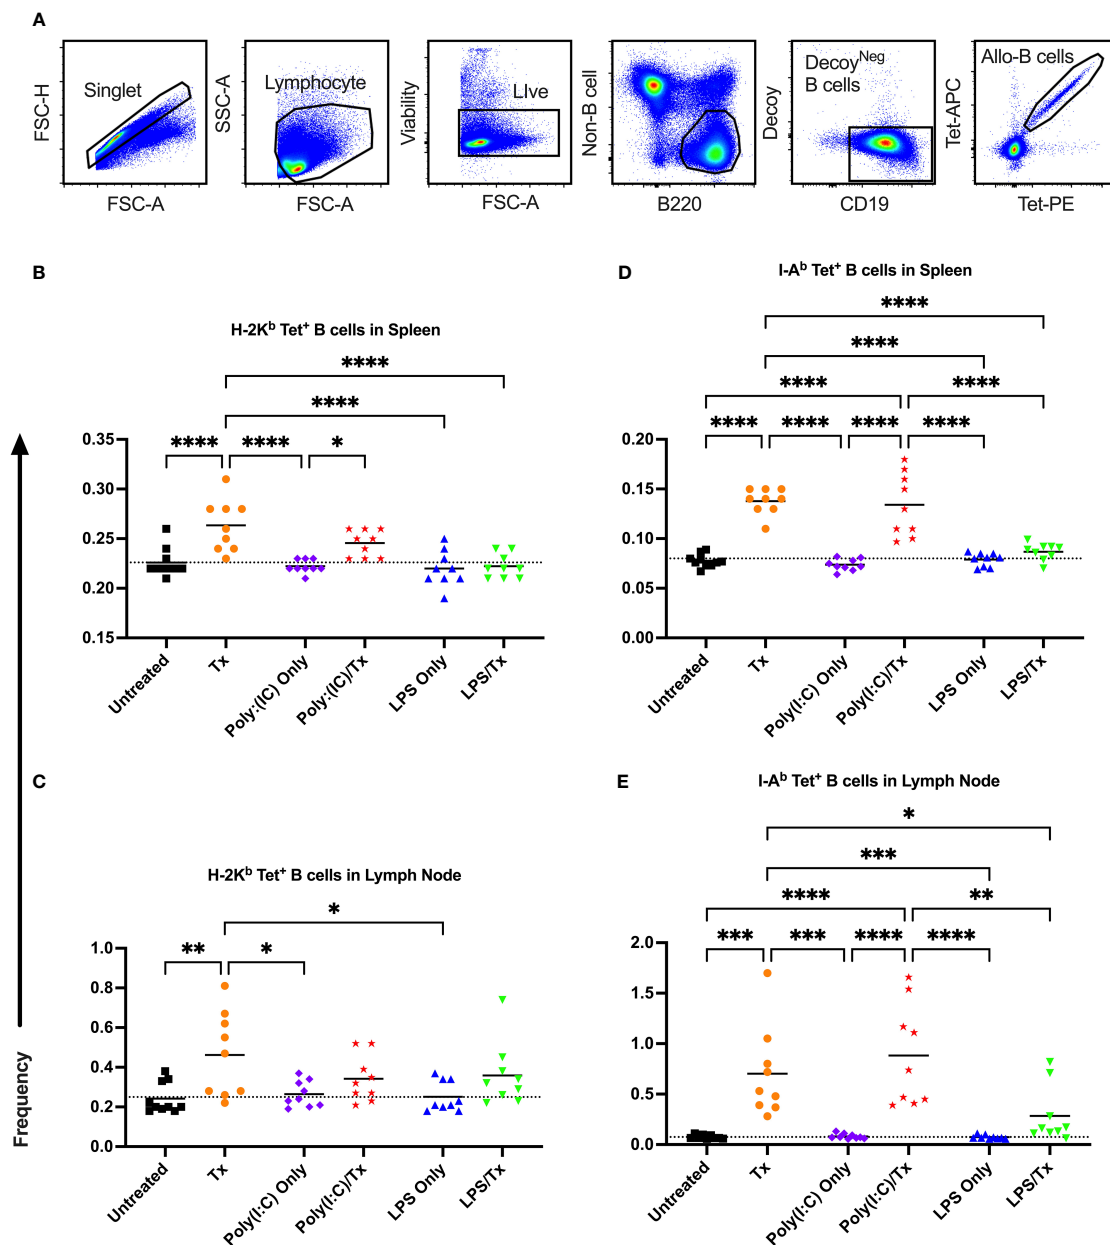 A
FSC-H
Singlet
FSC-A
SSC-A
Lymphocyte
FSC-A
Viability
LIve
FSC-A
Non-B cell
B220
Decoy
Decoy^Neg
B cells
CD19
Tet-APC
Allo-B cells
Tet-PE
B
H-2K^b Tet^+ B cells in Spleen
****
****
**** **** *
0.35
0.30
0.25
0.20
0.15
Untreated
Tx
Poly:(IC) Only
Poly:(IC)/Tx
LPS Only
LPS/Tx
D
I-A^b Tet^+ B cells in Spleen
****
****
**** ****
**** **** **** ****
0.20
0.15
0.10
0.05
0.00
Untreated
Tx
Poly(I:C) Only
Poly(I:C)/Tx
LPS Only
LPS/Tx
C
H-2K^b Tet^+ B cells in Lymph Node
*
** *
1.0
0.8
0.6
0.4
0.2
0.0
Untreated
Tx
Poly(I:C) Only
Poly(I:C)/Tx
LPS Only
LPS/Tx
E
I-A^b Tet^+ B cells in Lymph Node
*
***
**** **
*** *** **** ****
2.0
1.5
1.0
0.5
0.0
Untreated
Tx
Poly(I:C) Only
Poly(I:C)/Tx
LPS Only
LPS/Tx
Frequency